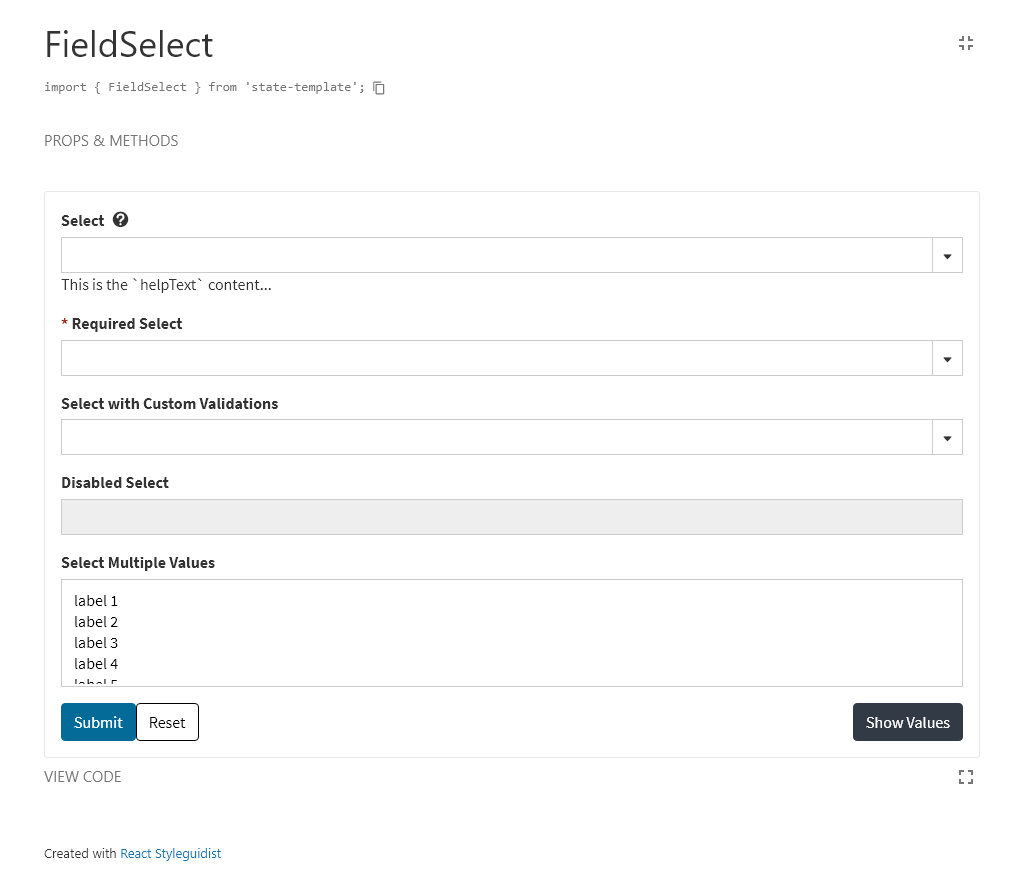 FieldSelect
import { FieldSelect } from 'state-template';
PROPS & METHODS
Select
This is the `helpText` content...
* Required Select
Select with Custom Validations
Disabled Select
Select Multiple Values
label 1
label 2
label 3
label 4
label 5
Submit
Reset
Show Values
VIEW CODE
Created with React Styleguidist